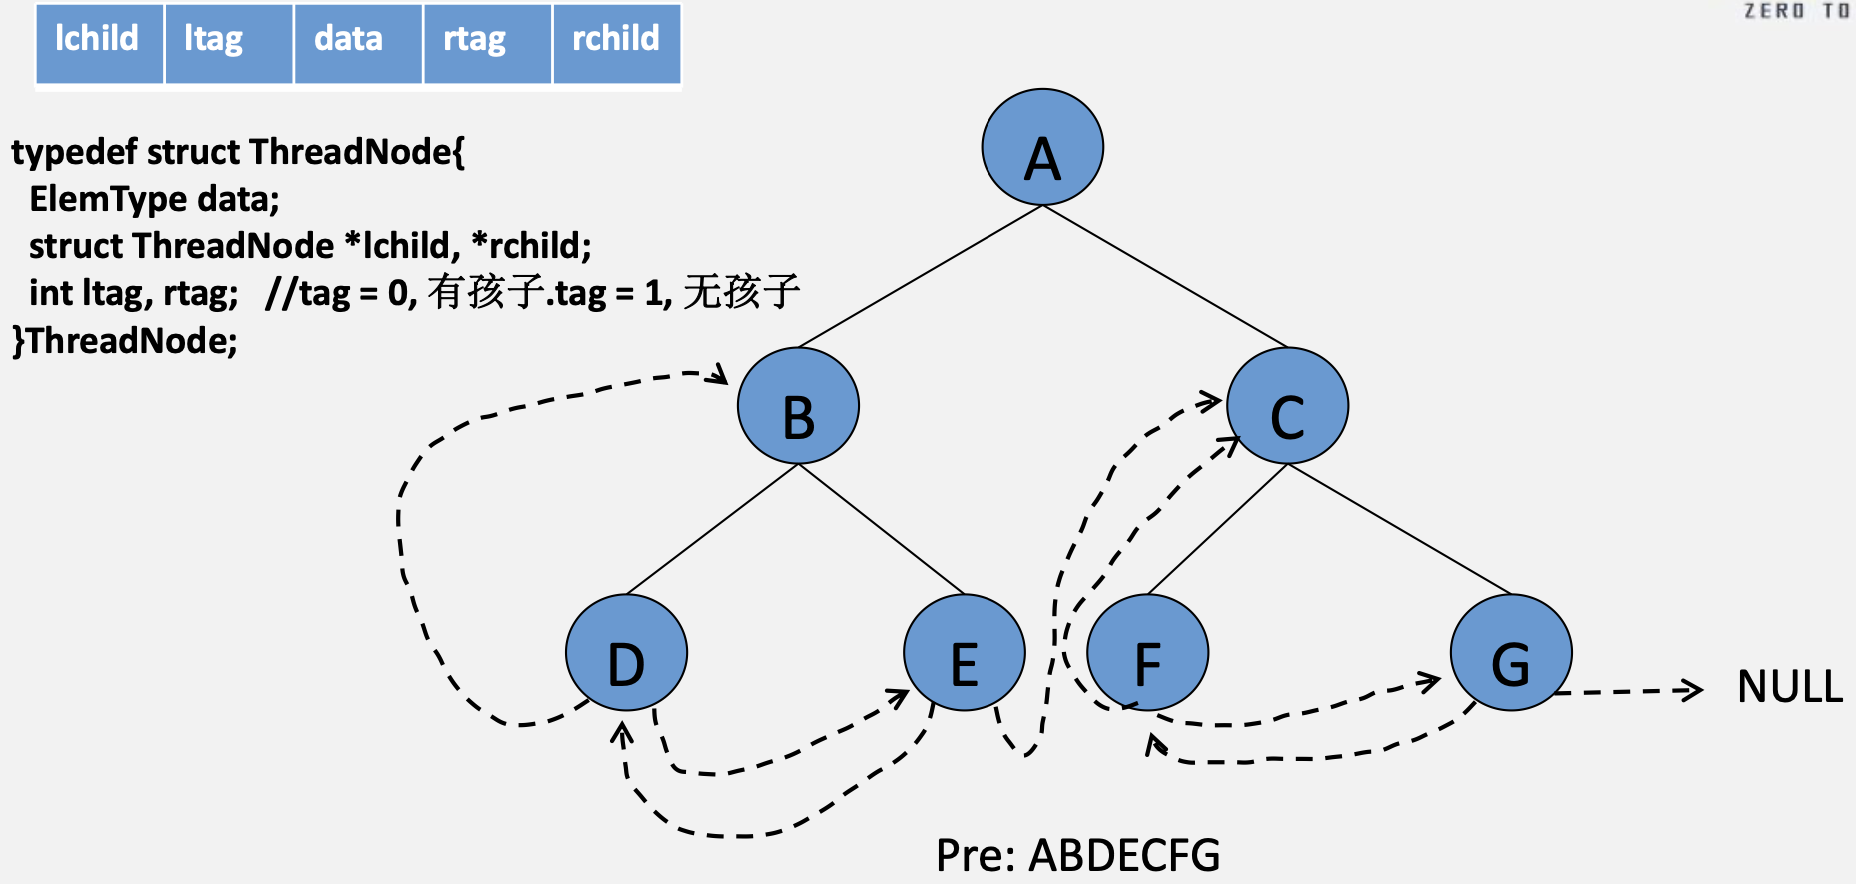 lchild ltag data rtag rchild
ZERO TO
typedef struct ThreadNode{
ElemType data;
struct ThreadNode *lchild, *rchild;
int ltag, rtag; //tag = 0, 有孩子.tag = 1, 无孩子
}ThreadNode;
A
B C
D E F G
NULL
Pre: ABDECFG